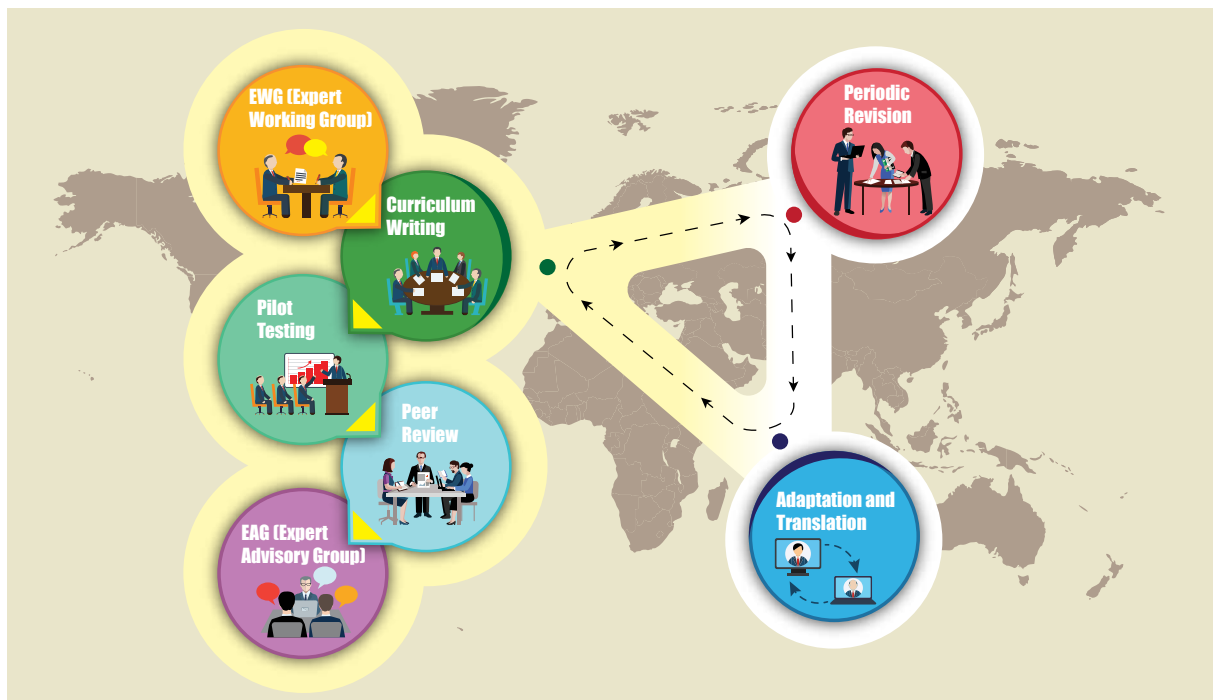 EWG (Expert
Working Group)
Curriculum
Writing
Pilot
Testing
Peer
Review
EAG (Expert
Advisory Group)
Periodic
Revision
Adaptation and
Translation